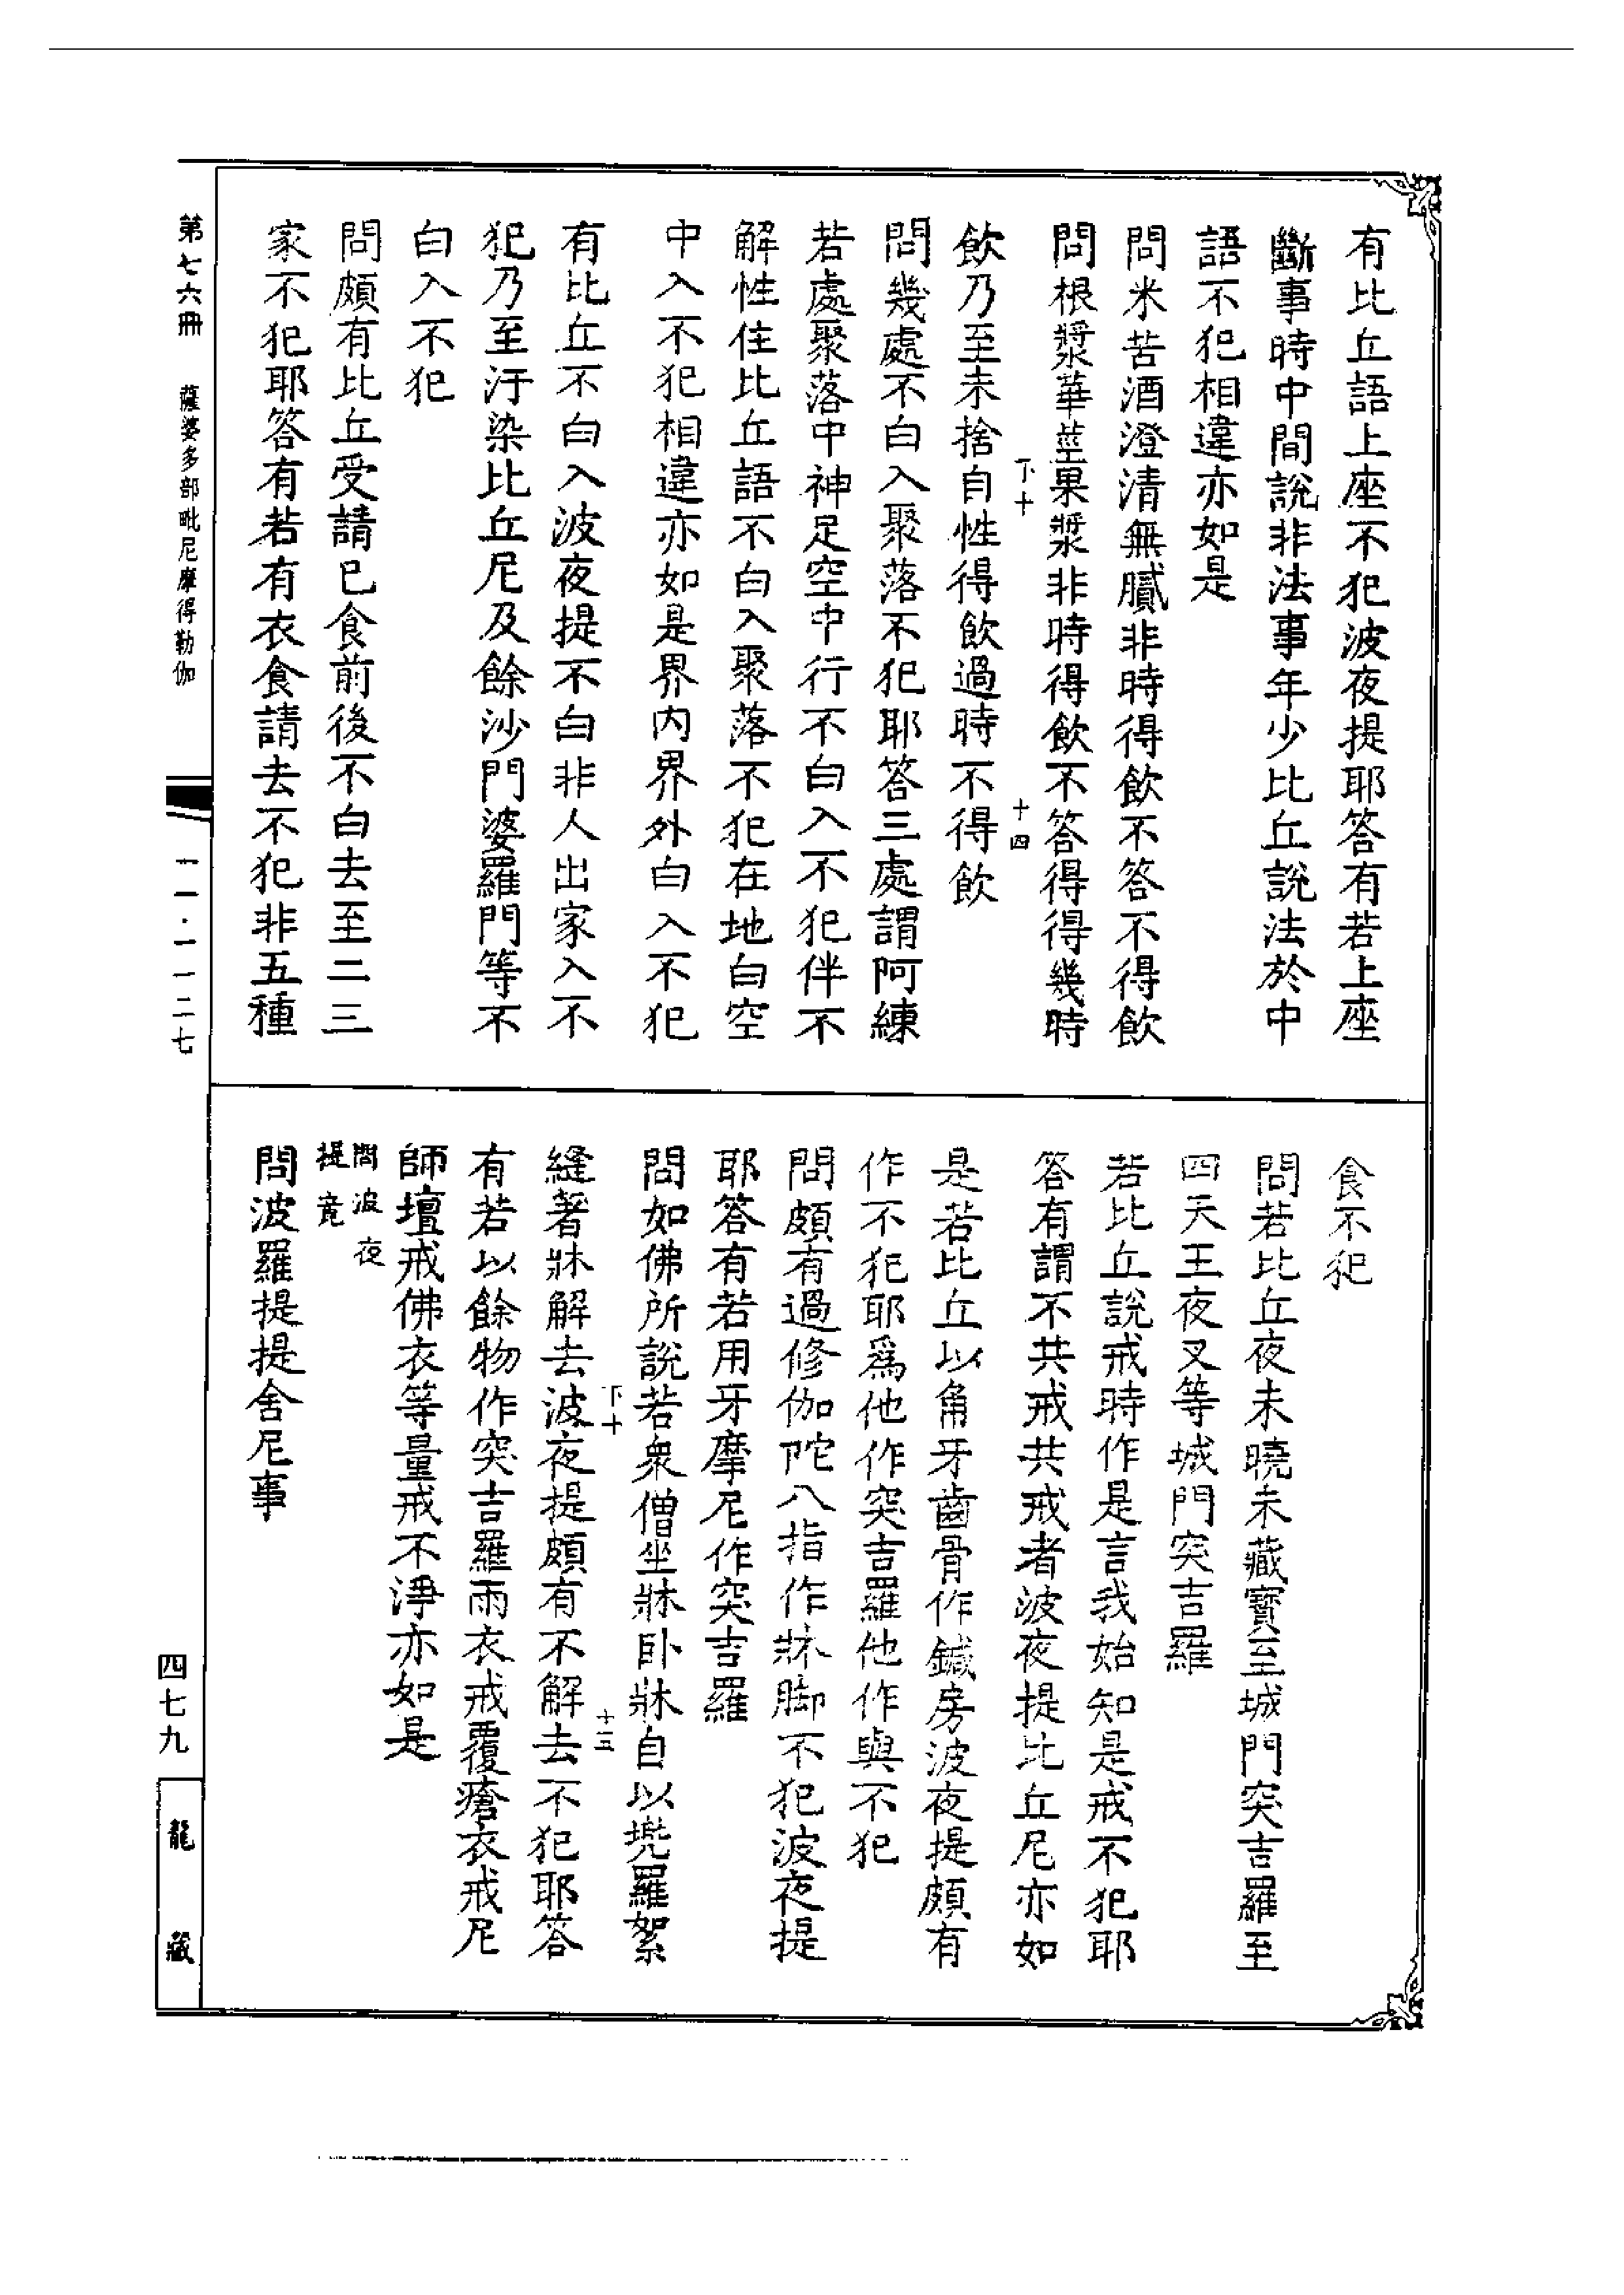 有比丘語上座不犯波夜提耶答有若上座
斷事時中間說非法事年少比丘說法於中
語不犯相違亦如是
問米苦酒澄清無膩非時得飲不答不得飲
問根漿華莖果漿非時得飲不答得得幾時
下十
十四
飲乃至未捨自性得飲過時不得飲
問幾處不白入聚落不犯耶答三處謂阿練
若處聚落中神足空中行不白入不犯伴不
解性住比丘語不白入聚落不犯在地白空
中入不犯相違亦如是界內界外白入不犯
有比丘不白入波夜提不白非人出家入不
犯乃至汙染比丘尼及餘沙門婆羅門等不
白入不犯
問頗有比丘受請已食前後不白去至二三
家不犯耶答有若有衣食請去不犯非五種
食不犯
問若比丘夜未曉未藏寶至城門突吉羅至
四天王夜叉等城門突吉羅
若比丘說戒時作是言我始知是戒不犯耶
答有謂不共戒共戒者波夜提比丘尼亦如
是若比丘以角牙齒骨作鍼房波夜提頗有
作不犯耶為他作突吉羅他作與不犯
問頗有過修伽陀八指作牀腳不犯波夜提
耶答有若用牙摩尼作突吉羅
問如佛所說若眾僧坐牀臥牀自以兜羅絮
下十
十三
縫著牀解去波夜提頗有不解去不犯耶答
有若以餘物作突吉羅雨衣戒覆瘡衣戒尼
師壇戒佛衣等量戒不淨亦如是
問波夜
提竟
問波羅提提舍尼事
第七六冊 薩婆多部毗尼摩得勒伽
一一·一一二七
四七九
龍藏